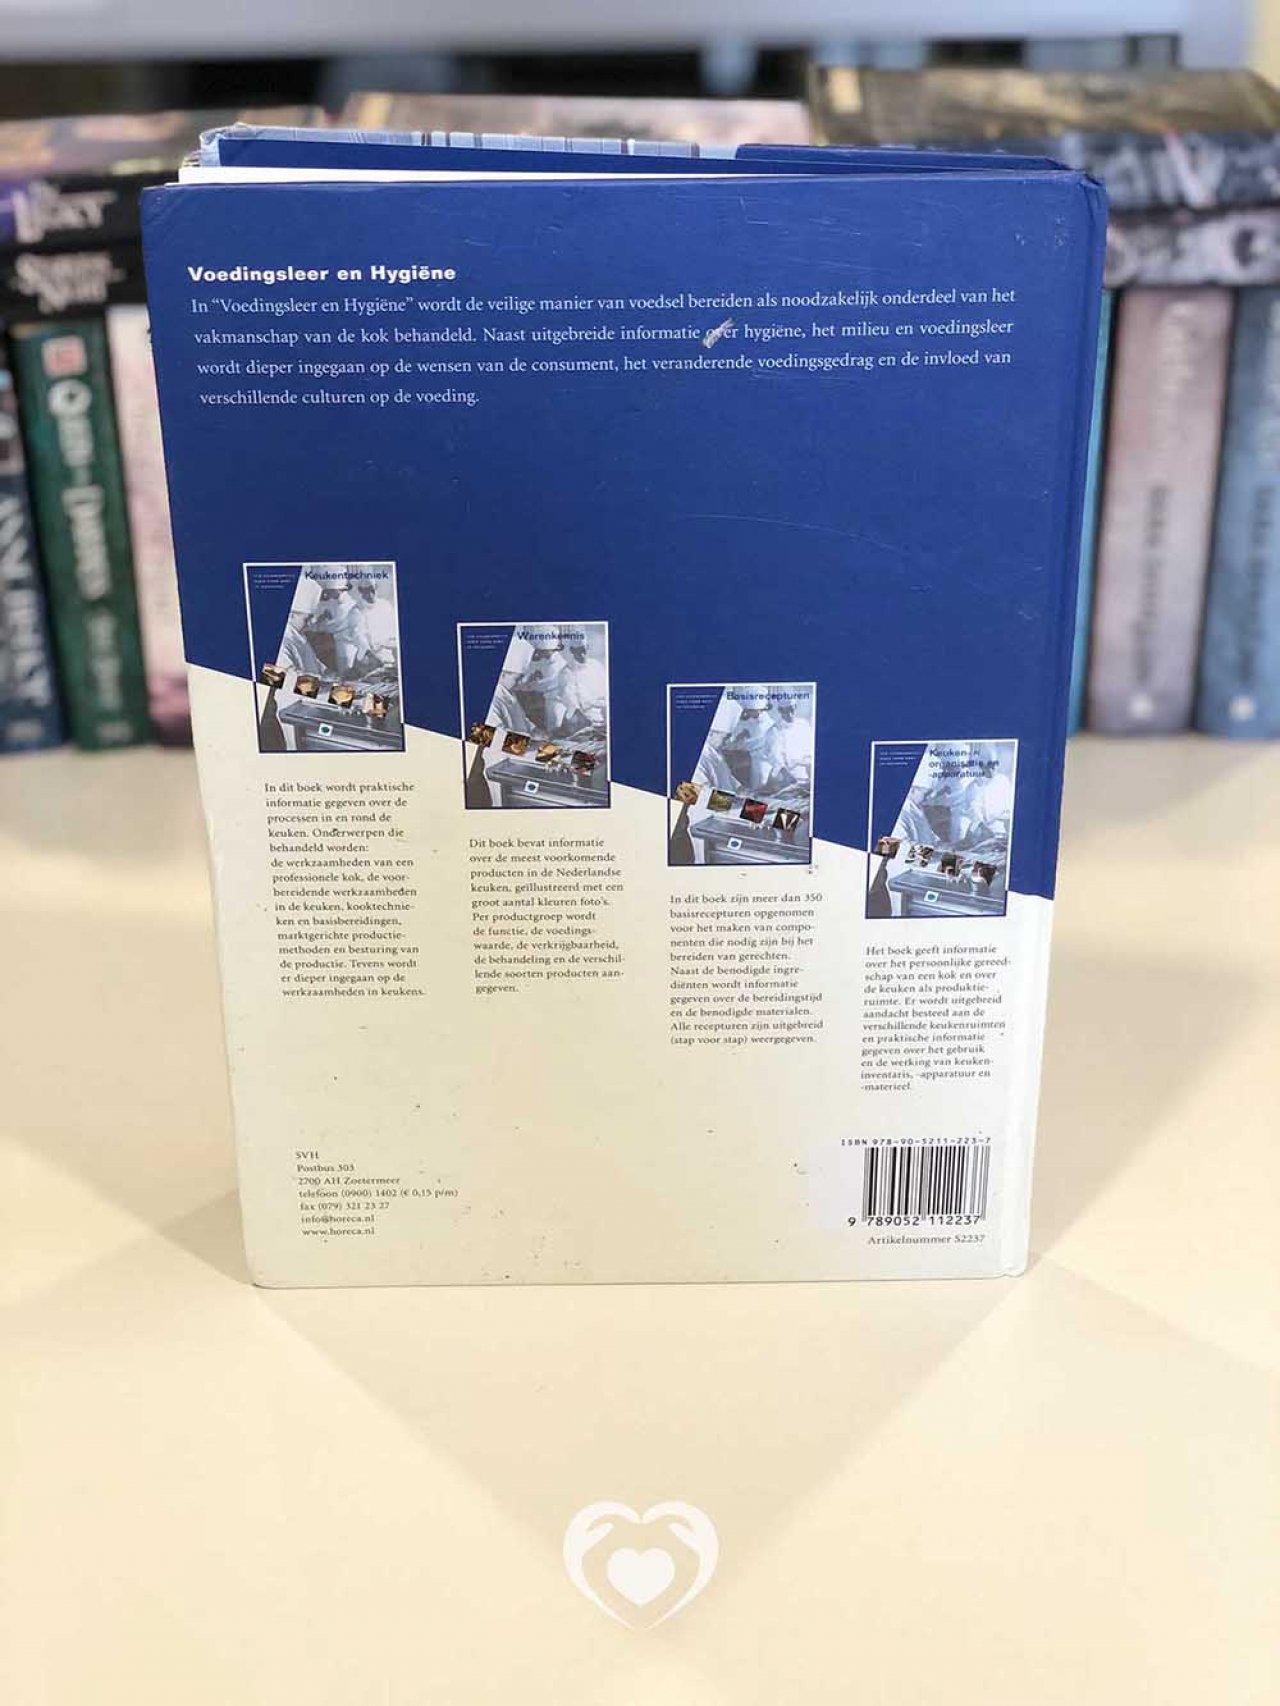 Voedingsleer en Hygiëne
In “Voedingsleer en Hygiëne” wordt de veilige manier van voedsel bereiden als noodzakelijk onderdeel van het
vakmanschap van de kok behandeld. Naast uitgebreide informatie over hygiëne, het milieu en voedingsleer
wordt dieper ingegaan op de wensen van de consument, het veranderende voedingsgedrag en de invloed van
verschillende culturen op de voeding.
Keukentechniek
In dit boek wordt praktische
informatie gegeven over de
processen in en rond de
keuken. Onderwerpen die
behandeld worden:
de werkzaamheden van een
professionele kok, de voor-
bereidende werkzaamheden
in de keuken, kooktechnie-
ken en basisbereidingen,
marktgerichte productie-
methoden en besturing van
de productie. Tevens wordt
er dieper ingegaan op de
werkzaamheden in keukens.
Warenkennis
Dit boek bevat informatie
over de meest voorkomende
producten in de Nederlandse
keuken, geïllustreerd met een
groot aantal kleuren foto's.
Per productgroep wordt
de functie, de voedings-
waarde, de verkrijgbaarheid,
de behandeling en de verschil-
lende soorten producten aan-
gegeven.
Basisrecepturen
In dit boek zijn meer dan 350
basisrecepturen opgenomen
voor het maken van compo-
nenten die nodig zijn bij het
bereiden van gerechten.
Naast de benodigde ingre-
diënten wordt informatie
gegeven over de bereidingstijd
en de benodigde materialen.
Alle recepturen zijn uitgebreid
(stap voor stap) weergegeven.
Keuken-
organisatie en
-apparatuur
Het boek geeft informatie
over het persoonlijke gereed-
schap van een kok en over
de keuken als produktie-
ruimte. Er wordt uitgebreid
aandacht besteed aan de
verschillende keukenruimten
en praktische informatie
gegeven over het gebruik
en de werking van keuken-
inventaris, -apparatuur en
-materieel.
SVH
Postbus 303
2700 AH Zoetermeer
telefoon (0900) 1402 (€ 0,15 p/m)
fax (079) 321 23 27
info@horeca.nl
www.horeca.nl
ISBN 978-90-5211-223-7
9 789052 112237
Artikelnummer 52237